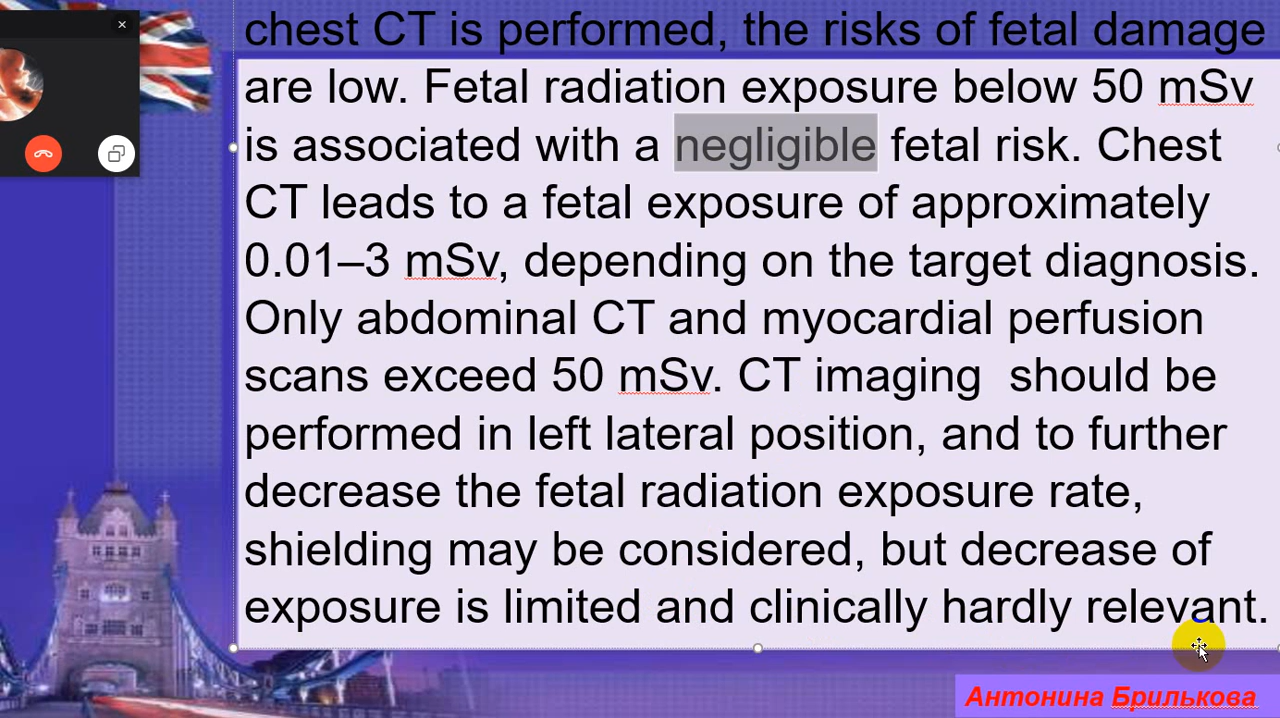 chest CT is performed, the risks of fetal damage
are low. Fetal radiation exposure below 50 mSv
is associated with a negligible fetal risk. Chest
CT leads to a fetal exposure of approximately
0.01–3 mSv, depending on the target diagnosis.
Only abdominal CT and myocardial perfusion
scans exceed 50 mSv. CT imaging  should be
performed in left lateral position, and to further
decrease the fetal radiation exposure rate,
shielding may be considered, but decrease of
exposure is limited and clinically hardly relevant.
Антонина Брилькова